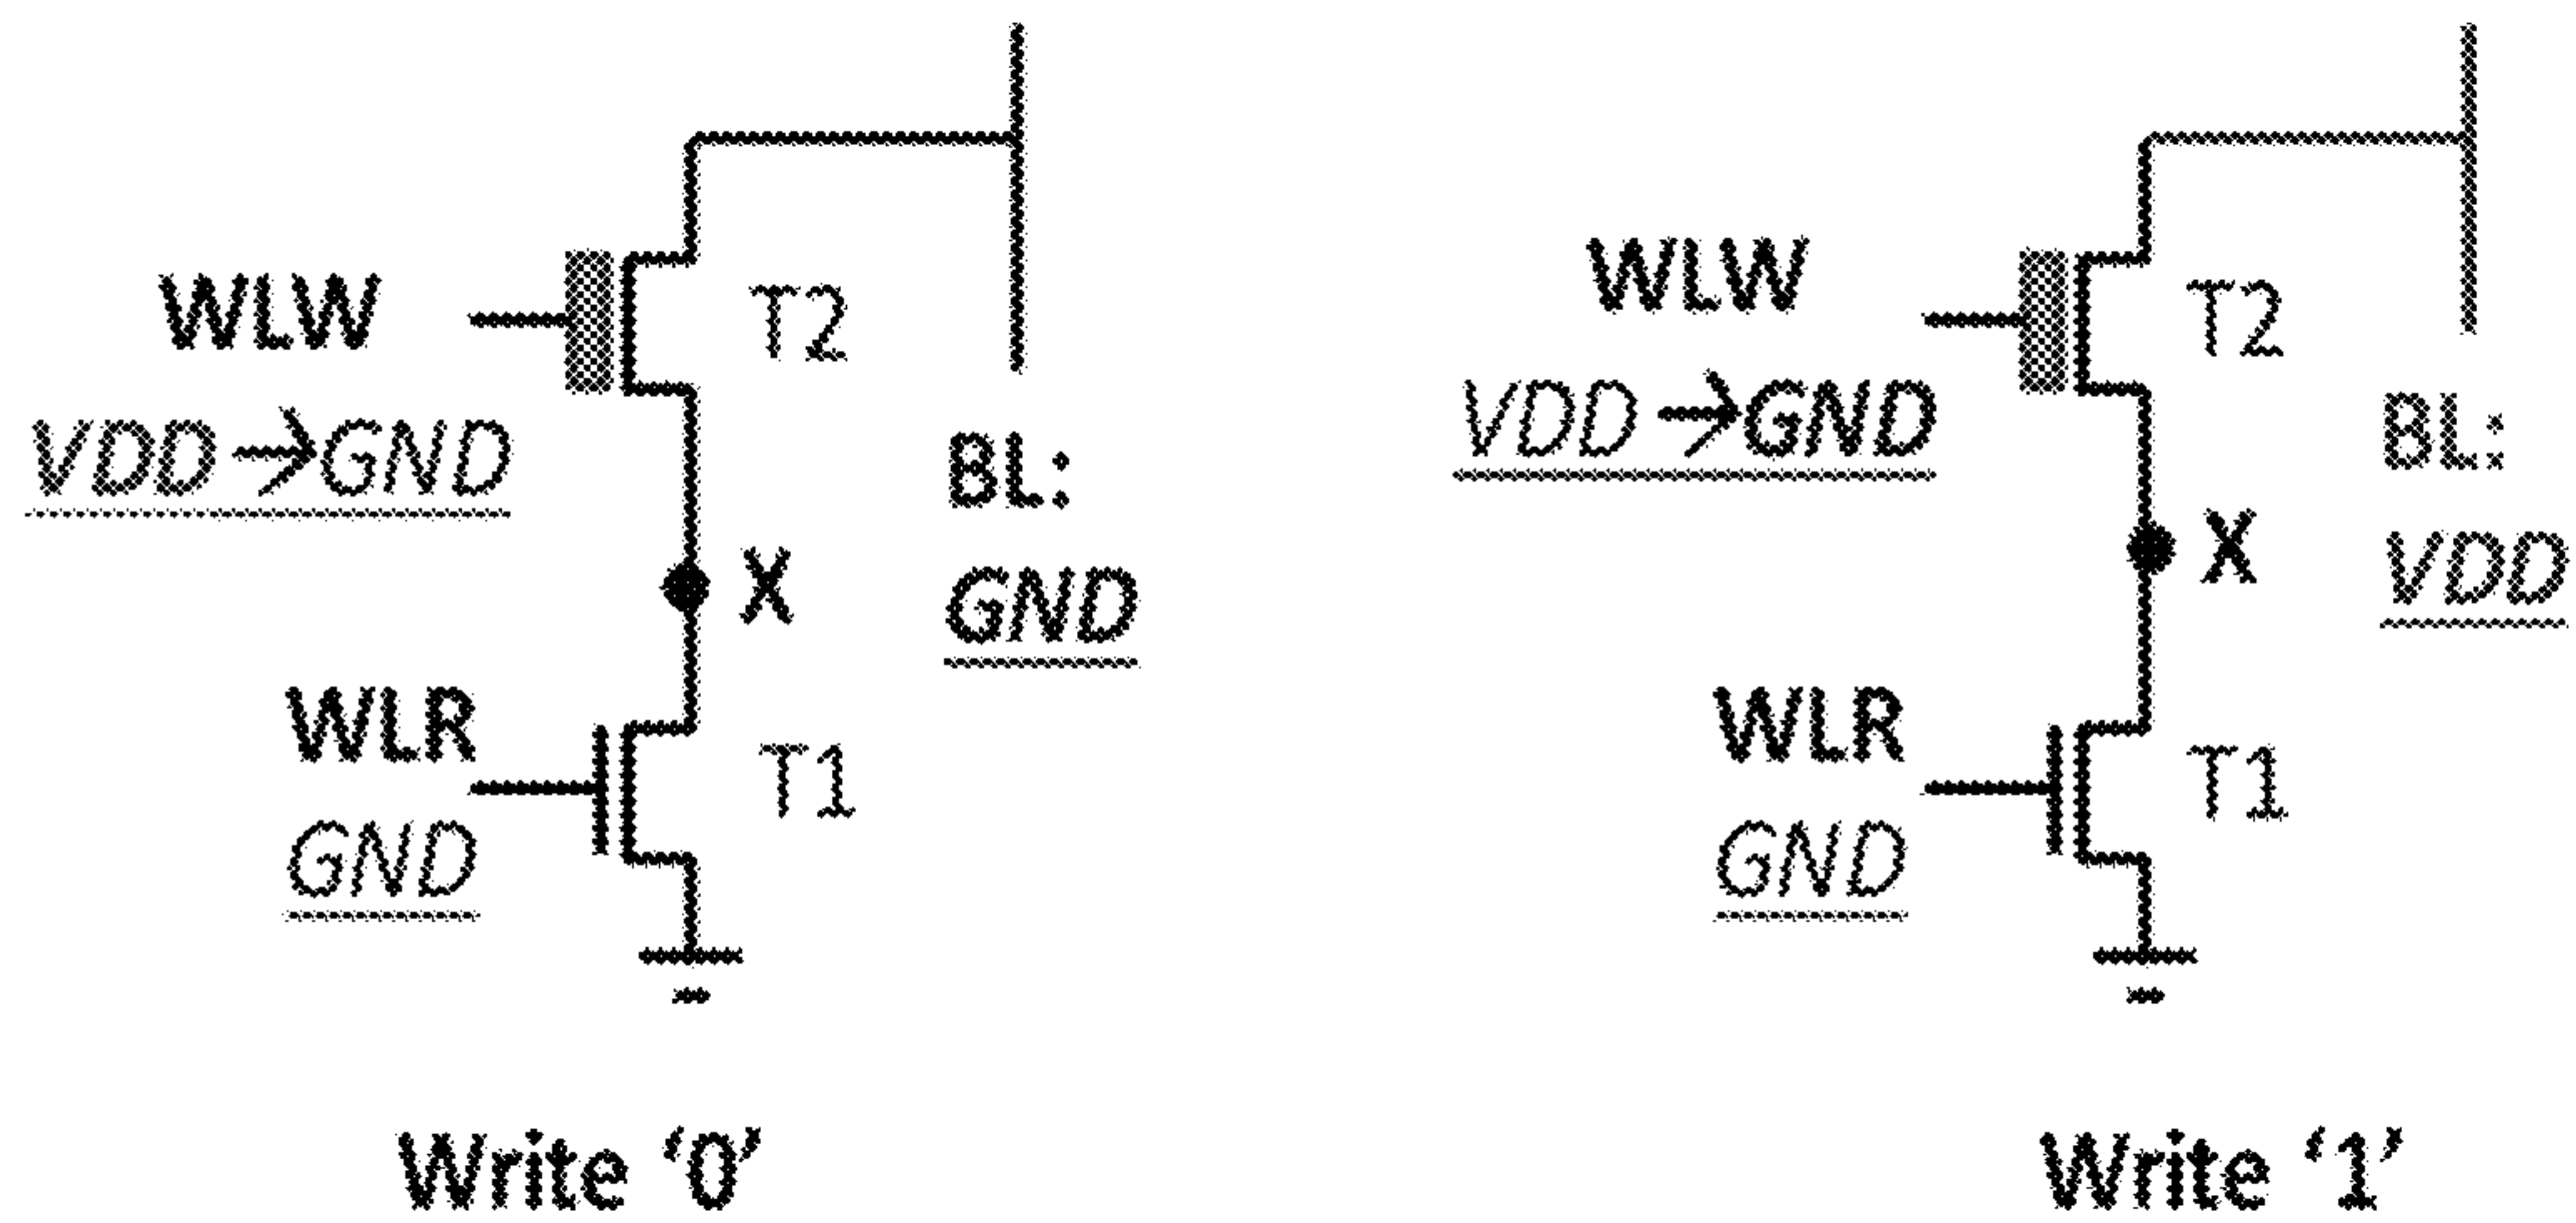 WLW
VDD→GND
T2
BL:
GND
X
WLR
GND
T1
Write ‘0’
WLW
VDD→GND
T2
BL:
VDD
X
WLR
GND
T1
Write ‘1’